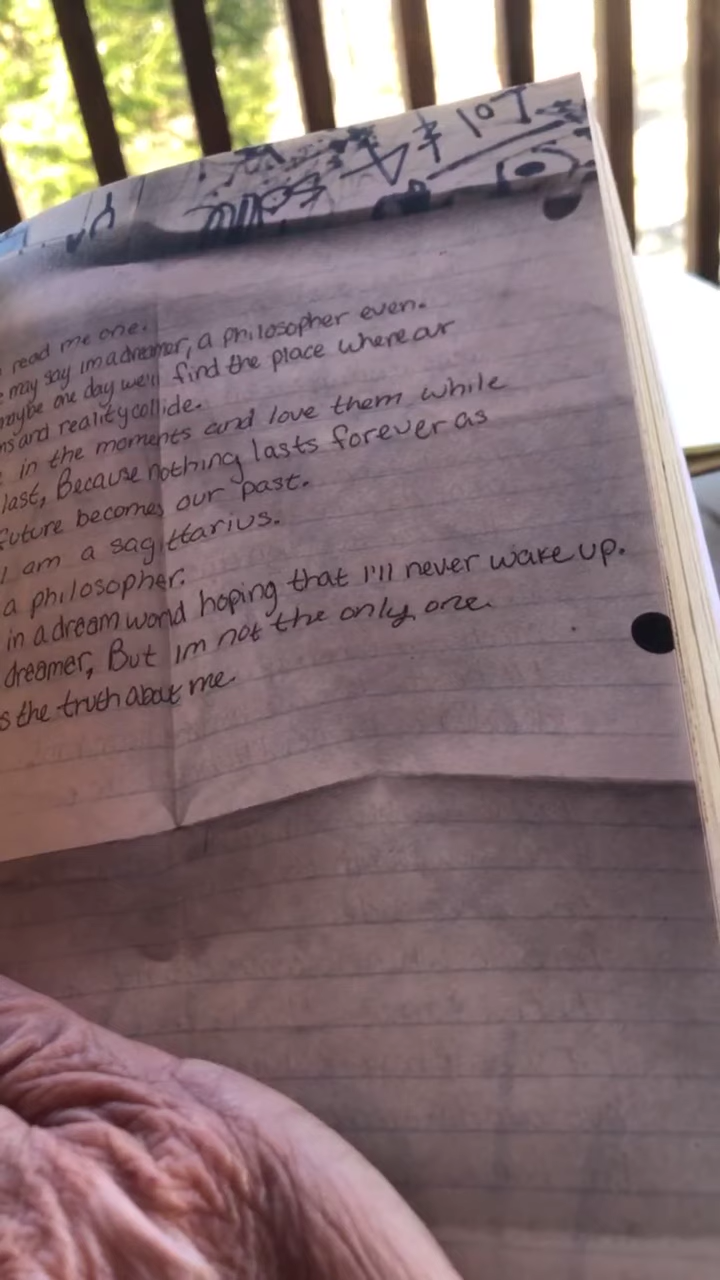 read me one.
may say im a dreamer, a philosopher even.
maybe one day we'll find the place where our
and reality collide.
in the moments and love them while
last, Because nothing lasts forever as
future becomes our past.
I am a sagittarius.
a philosopher.
in a dream world hoping that I'll never wake up.
dreamer, But im not the only one.
the truth about me.